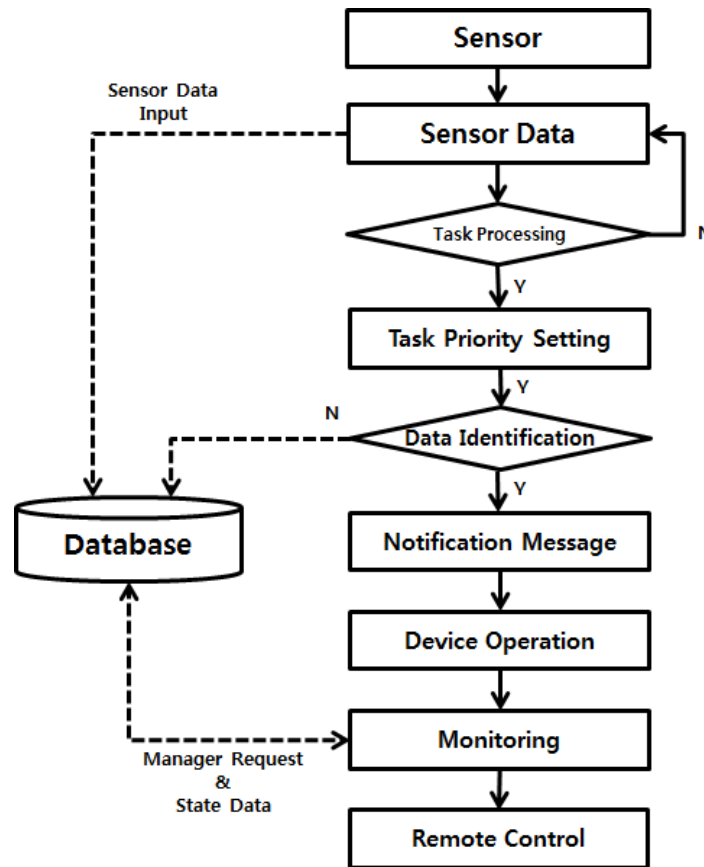 Sensor
Sensor Data
Input
Sensor Data
Task Processing
N
Y
Task Priority Setting
Y
N
Data Identification
Y
Database
Notification Message
Device Operation
Monitoring
Manager Request
&
State Data
Remote Control